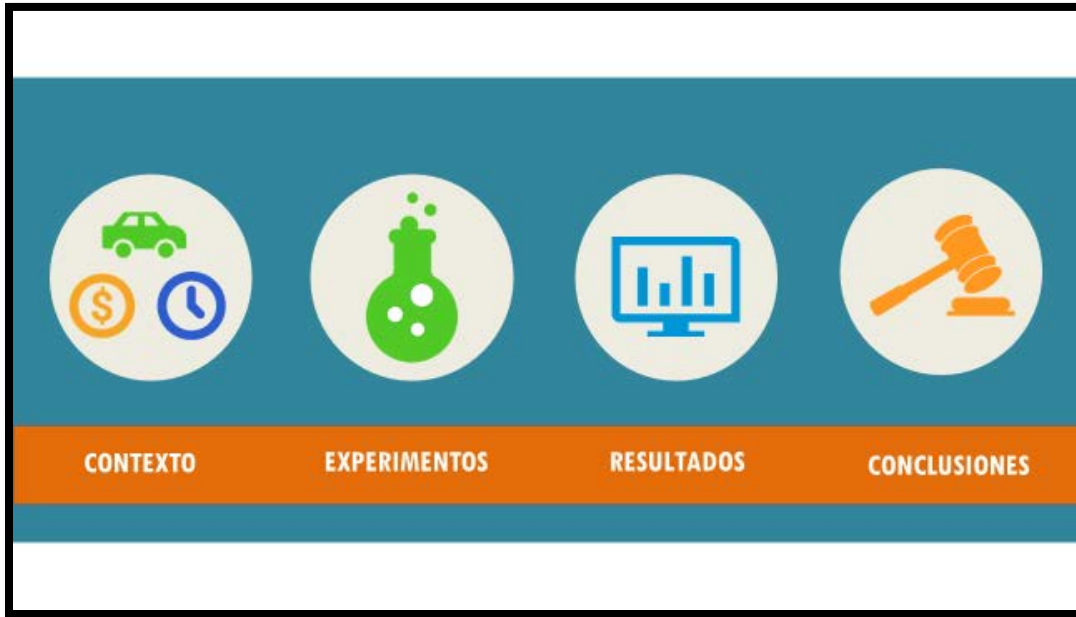 CONTEXTO
EXPERIMENTOS
RESULTADOS
CONCLUSIONES
$